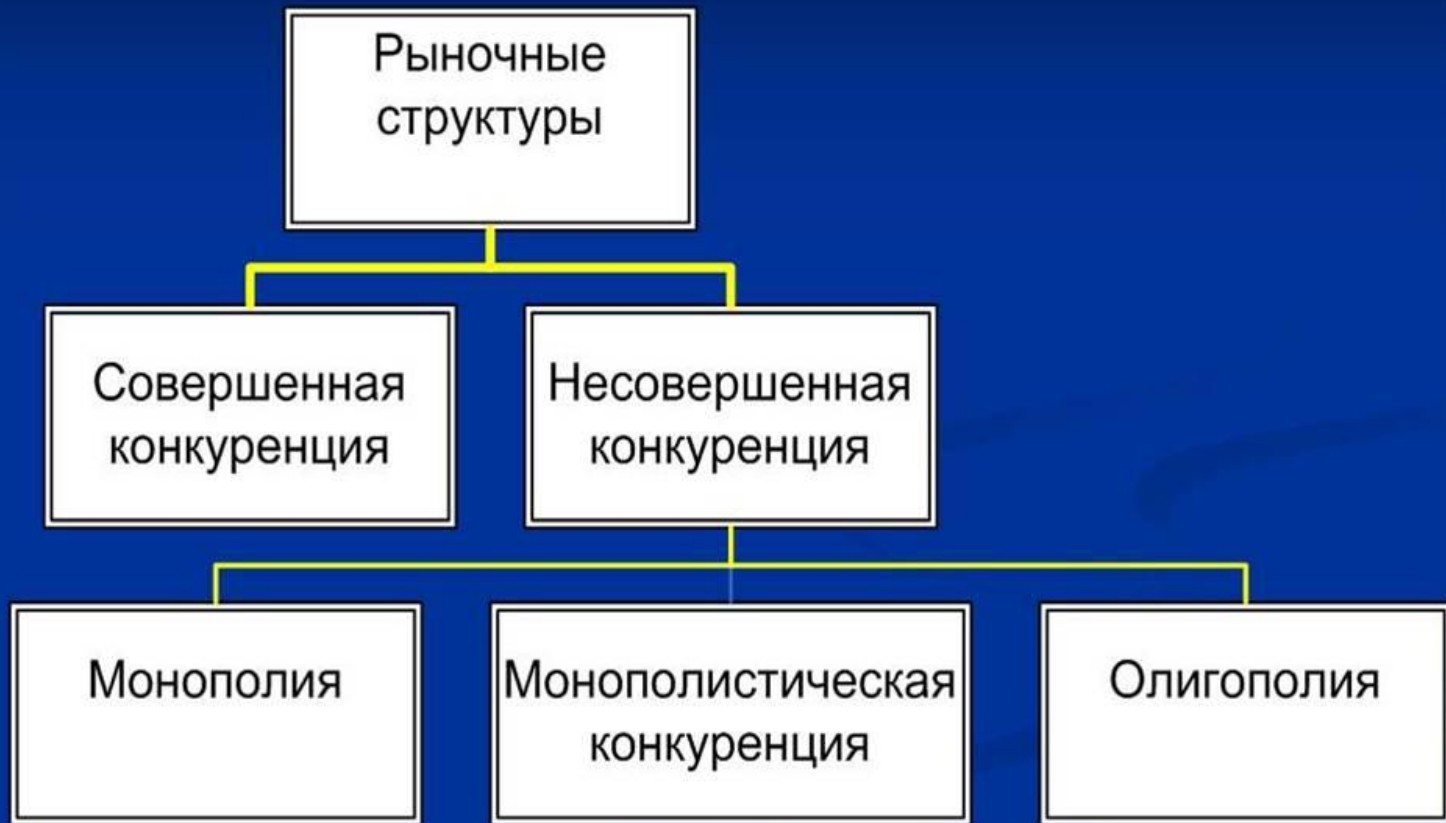 Рыночные
структуры
Совершенная
конкуренция
Несовершенная
конкуренция
Монополия
Монополистическая
конкуренция
Олигополия